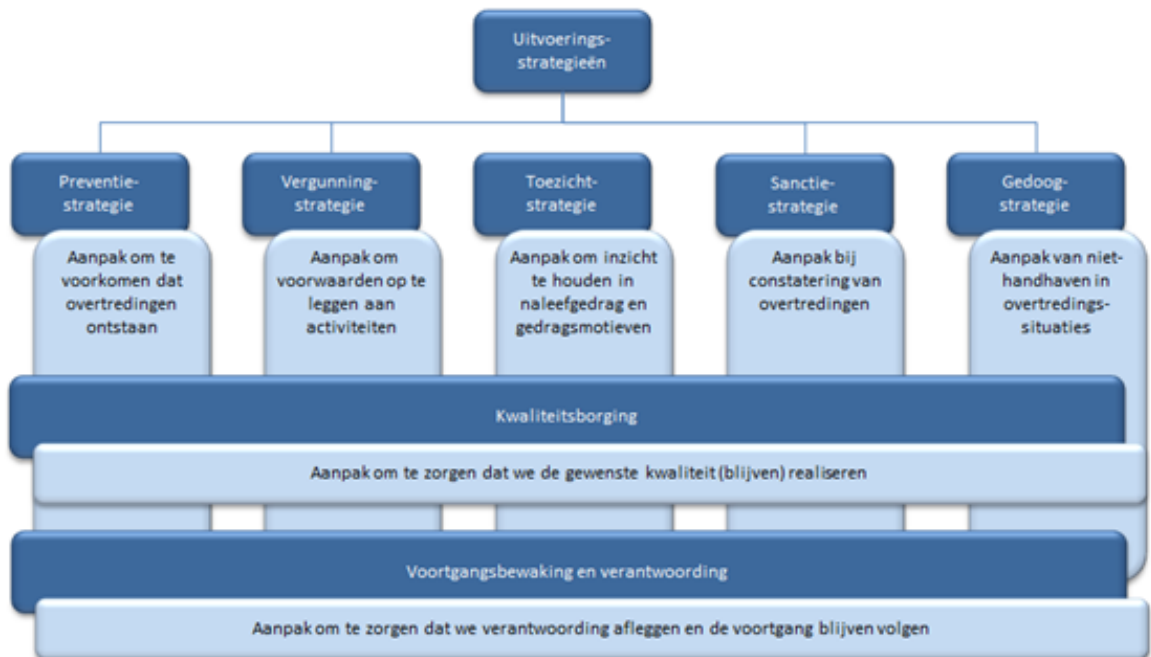 Uitvoerings-
strategieën
Preventie-
strategie
Aanpak om te
voorkomen dat
overtredingen
ontstaan
Vergunning-
strategie
Aanpak om
voorwaarden op te
leggen aan
activiteiten
Toezicht-
strategie
Aanpak om inzicht
te houden in
naleefgedrag en
gedragsmotieven
Sanctie-
strategie
Aanpak bij
constatering van
overtredingen
Gedoog-
strategie
Aanpak van niet-
handhaven in
overtredings-
situaties
Kwaliteitsborging
Aanpak om te zorgen dat we de gewenste kwaliteit (blijven) realiseren
Voortgangsbewaking en verantwoording
Aanpak om te zorgen dat we verantwoording afleggen en de voortgang blijven volgen